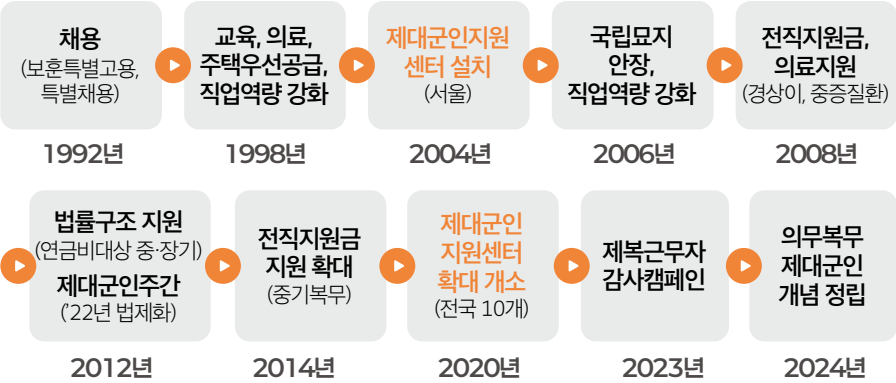 채용
(보훈특별고용,
특별채용)
1992년
교육, 의료,
주택우선공급,
직업역량 강화
1998년
제대군인지원
센터 설치
(서울)
2004년
국립묘지
안장,
직업역량 강화
2006년
전직지원금,
의료지원
(경상이, 중증질환)
2008년
법률구조 지원
(연금비대상 중·장기)
제대군인주간
('22년 법제화)
2012년
전직지원금
지원 확대
(중기복무)
2014년
제대군인
지원센터
확대 개소
(전국 10개)
2020년
제복근무자
감사캠페인
2023년
의무복무
제대군인
개념 정립
2024년